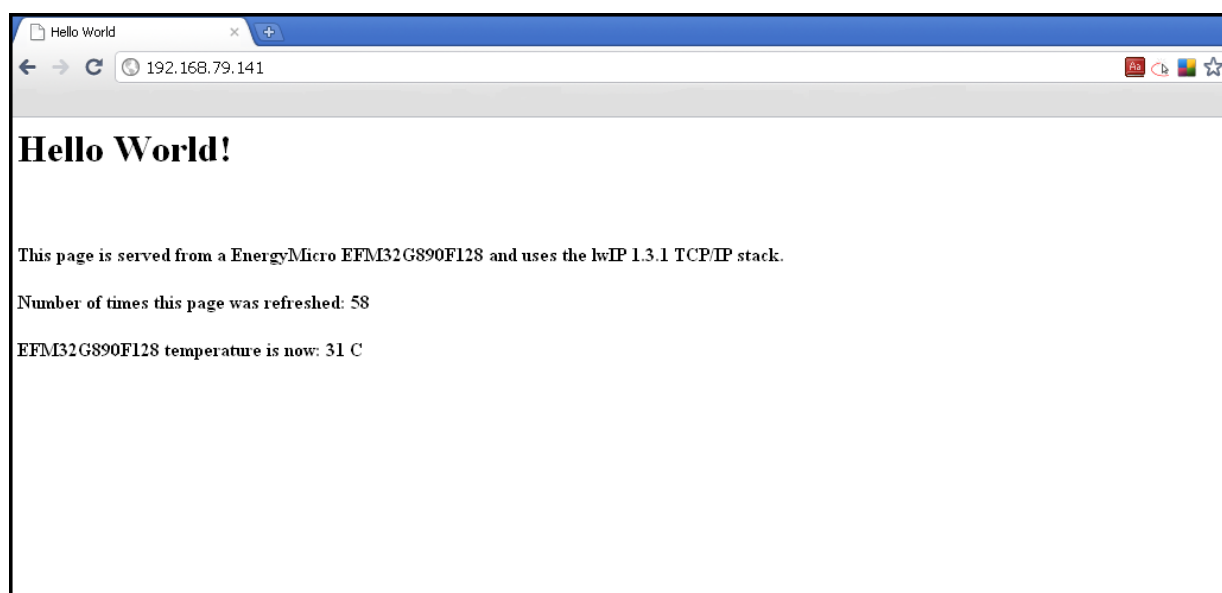 Hello World
192.168.79.141
Aa
Hello World!
This page is served from a EnergyMicro EFM32G890F128 and uses the lwIP 1.3.1 TCP/IP stack.
Number of times this page was refreshed: 58
EFM32G890F128 temperature is now: 31 C